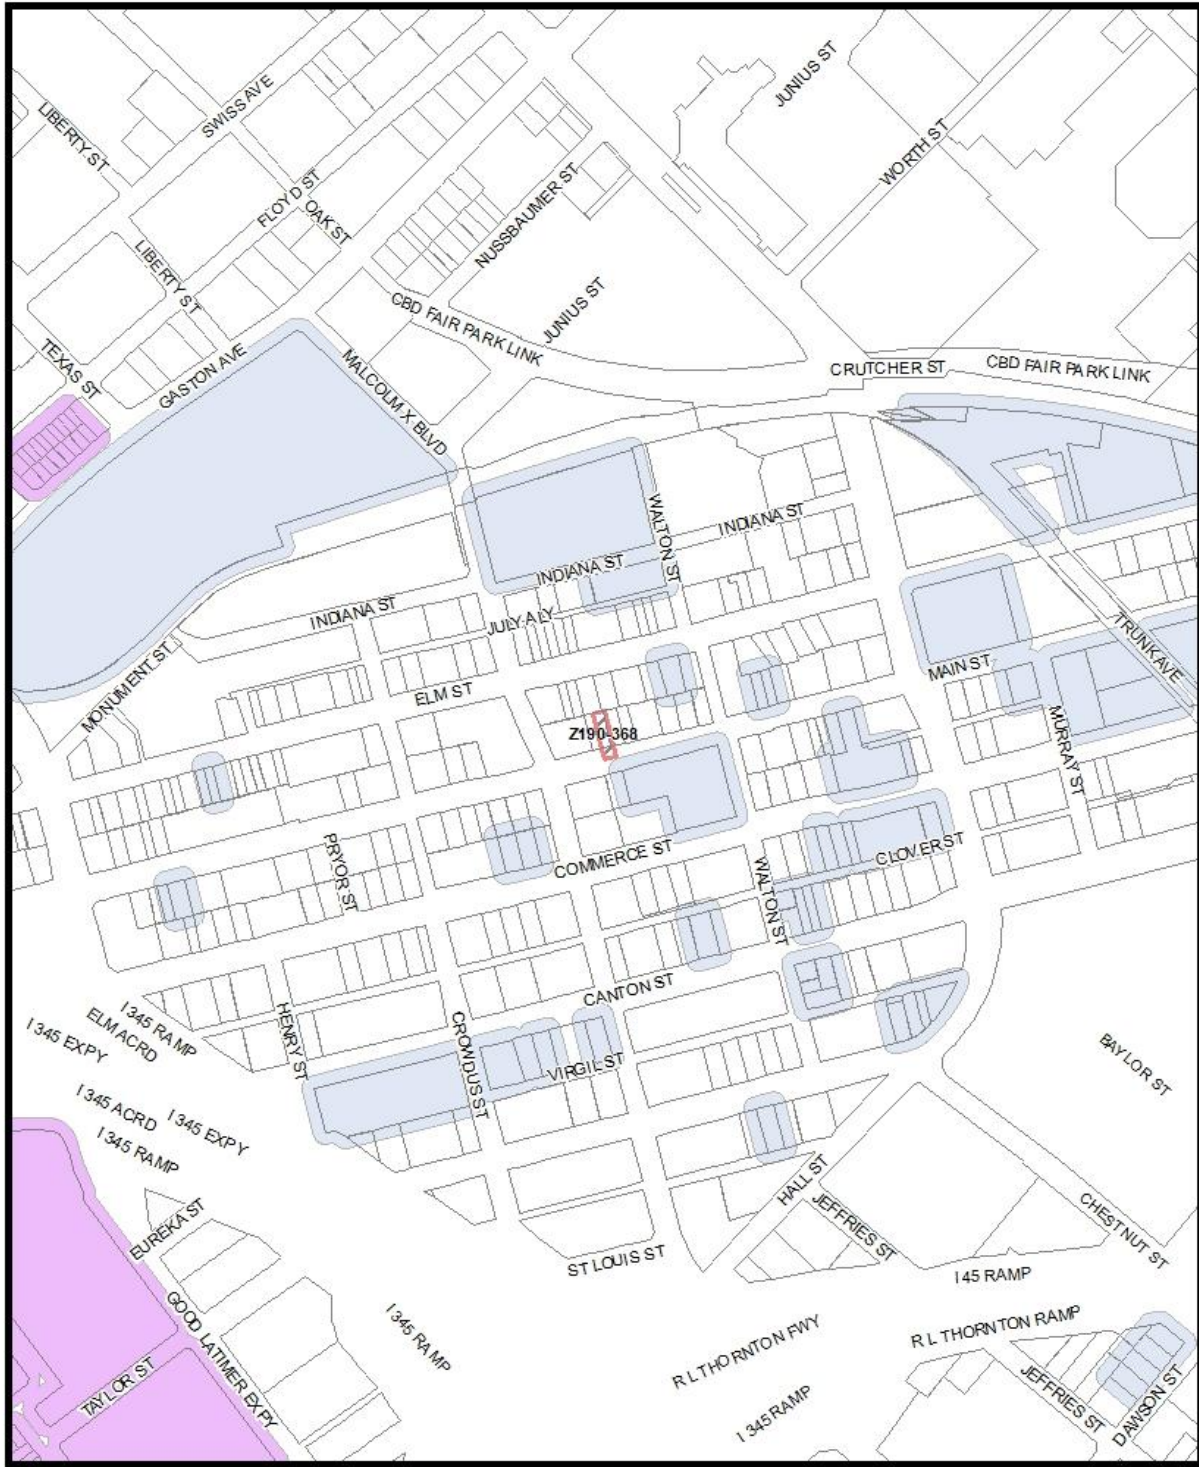 JUNIUS ST
SWISS AVE
LIBERTY ST
WORTH ST
FLOYD ST
OAK ST
NUSSBAUMER ST
LIBERTY ST
CBD FAIR PARK LINK
JUNIUS ST
TEXAS ST
GASTON AVE
MALCOLM X BLVD
CRUTCHER ST
CBD FAIR PARK LINK
WALTON ST
INDIANA ST
INDIANA ST
INDIANA ST
JULY ALY
TRUNK AVE
MONUMENT ST
ELM ST
MAIN ST
Z190-368
MURRAY ST
PRYOR ST
COMMERCE ST
CLOVER ST
WALTON ST
CANTON ST
I 345 RAMP
ELM ACRD
I 345 EXPY
HENRY ST
CROWDUS ST
VIRGIL ST
BAYLOR ST
I 345 ACRD
I 345 EXPY
I 345 RAMP
HALL ST
JEFFRIES ST
CHESTNUT ST
EUREKA ST
ST LOUIS ST
I 45 RAMP
GOOD LATIMER EXPY
I 345 RAMP
R L THORNTON FWY
R L THORNTON RAMP
TAYLOR ST
I 345 RAMP
JEFFRIES ST
DAWSON ST